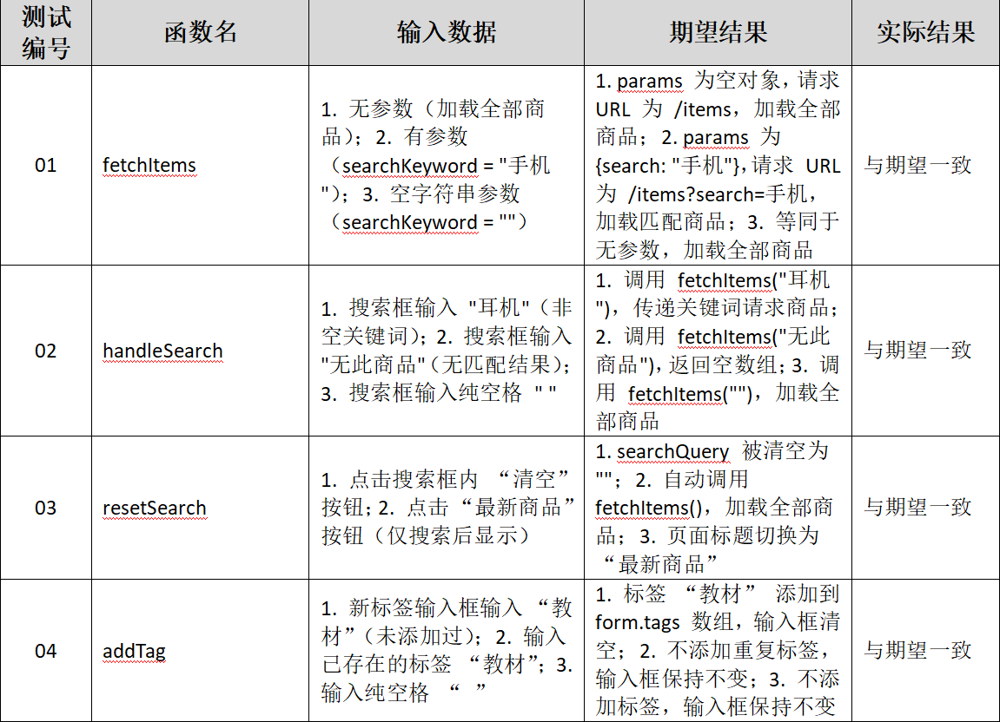 测试
编号
函数名
输入数据
期望结果
实际结果
01
fetchItems
1. 无参数（加载全部商
品）；2. 有参数
（searchKeyword = "手机
"）；3. 空字符串参数
（searchKeyword = ""）
1. params 为空对象，请求
URL 为 /items，加载全部
商品；2. params 为
{search: "手机"}，请求 URL
为 /items?search=手机，
加载匹配商品；3. 等同于
无参数，加载全部商品
与期望一致
02
handleSearch
1. 搜索框输入 "耳机"（非
空关键词）；2. 搜索框输入
"无此商品"（无匹配结果）；
3. 搜索框输入纯空格 " "
1. 调用 fetchItems("耳机
")，传递关键词请求商品；
2. 调用 fetchItems("无此
商品")，返回空数组；3. 调
用 fetchItems("")，加载全
部商品
与期望一致
03
resetSearch
1. 点击搜索框内 “清空”
按钮；2. 点击 “最新商品”
按钮（仅搜索后显示）
1. searchQuery 被清空为
""；2. 自动调用
fetchItems()，加载全部商
品；3. 页面标题切换为
“最新商品”
与期望一致
04
addTag
1. 新标签输入框输入 “教
材”（未添加过）；2. 输入
已存在的标签 “教材”；3.
输入纯空格 “ ”
1. 标签 “教材” 添加到
form.tags 数组，输入框清
空；2. 不添加重复标签，
输入框保持不变；3. 不添
加标签，输入框保持不变
与期望一致